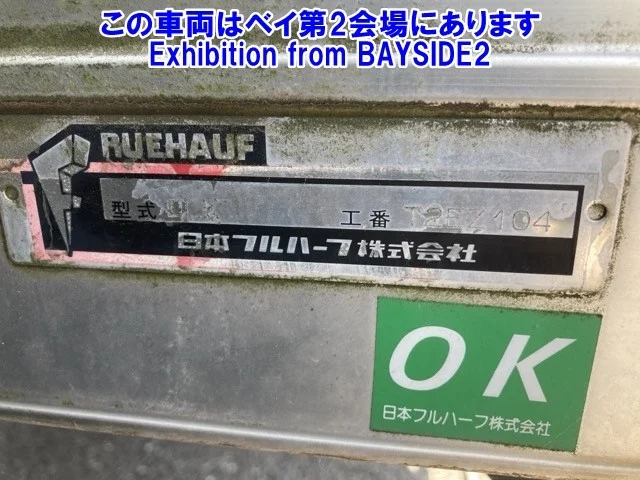 この車両はベイ第2会場にあります
Exhibition from BAYSIDE2
FRUEHAUF
型式
工番 104
日本フルハーフ株式会社
OK
日本フルハーフ株式会社